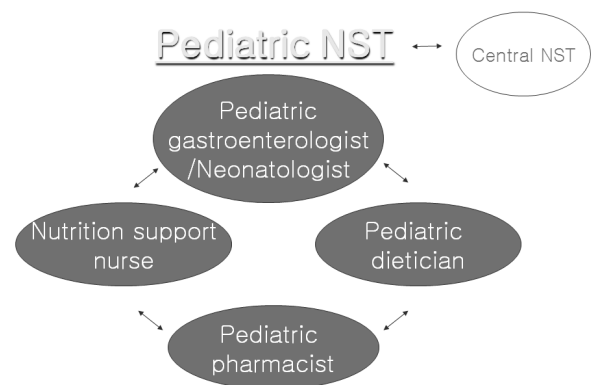 Pediatric NST
Central NST
Pediatric
gastroenterologist
/Neonatologist
Nutrition support
nurse
Pediatric
dietician
Pediatric
pharmacist